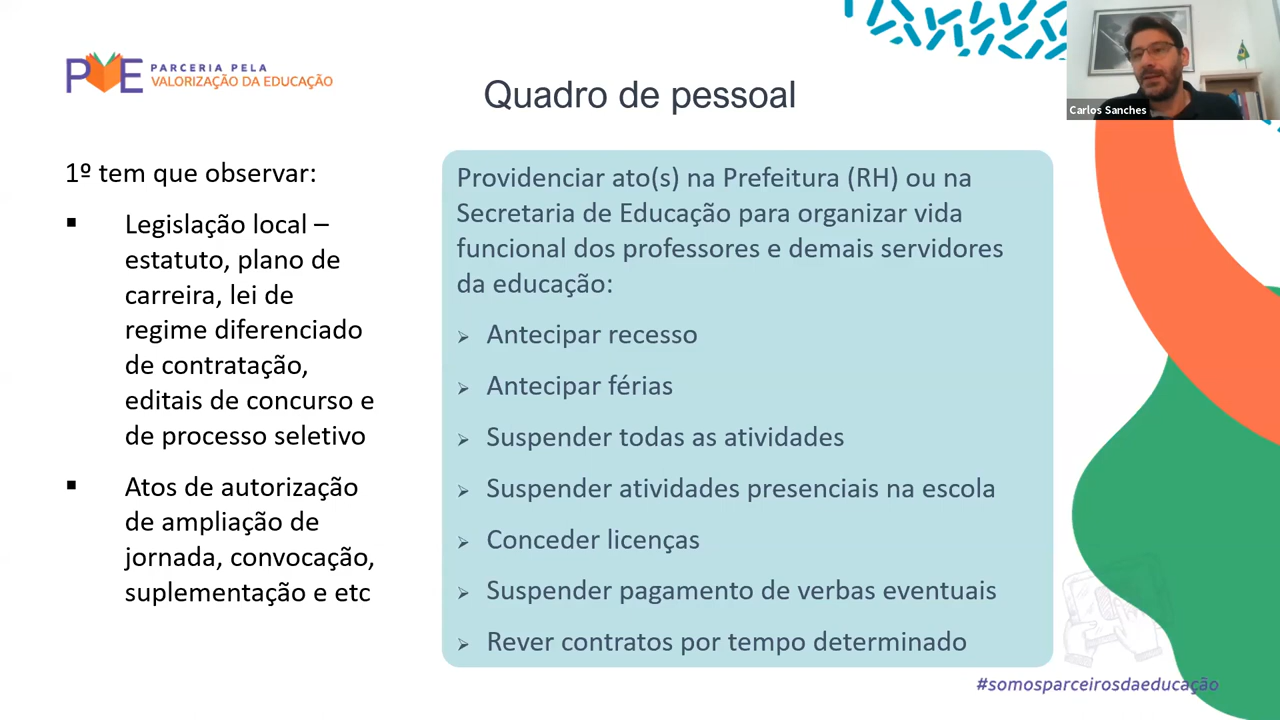 PVE PARCERIA PELA
VALORIZAÇÃO DA EDUCAÇÃO
Quadro de pessoal
Carlos Sanches
1º tem que observar:
▪ Legislação local –
estatuto, plano de
carreira, lei de
regime diferenciado
de contratação,
editais de concurso e
de processo seletivo
▪ Atos de autorização
de ampliação de
jornada, convocação,
suplementação e etc
Providenciar ato(s) na Prefeitura (RH) ou na
Secretaria de Educação para organizar vida
funcional dos professores e demais servidores
da educação:
➢ Antecipar recesso
➢ Antecipar férias
➢ Suspender todas as atividades
➢ Suspender atividades presenciais na escola
➢ Conceder licenças
➢ Suspender pagamento de verbas eventuais
➢ Rever contratos por tempo determinado
#somosparceirosdaeducação